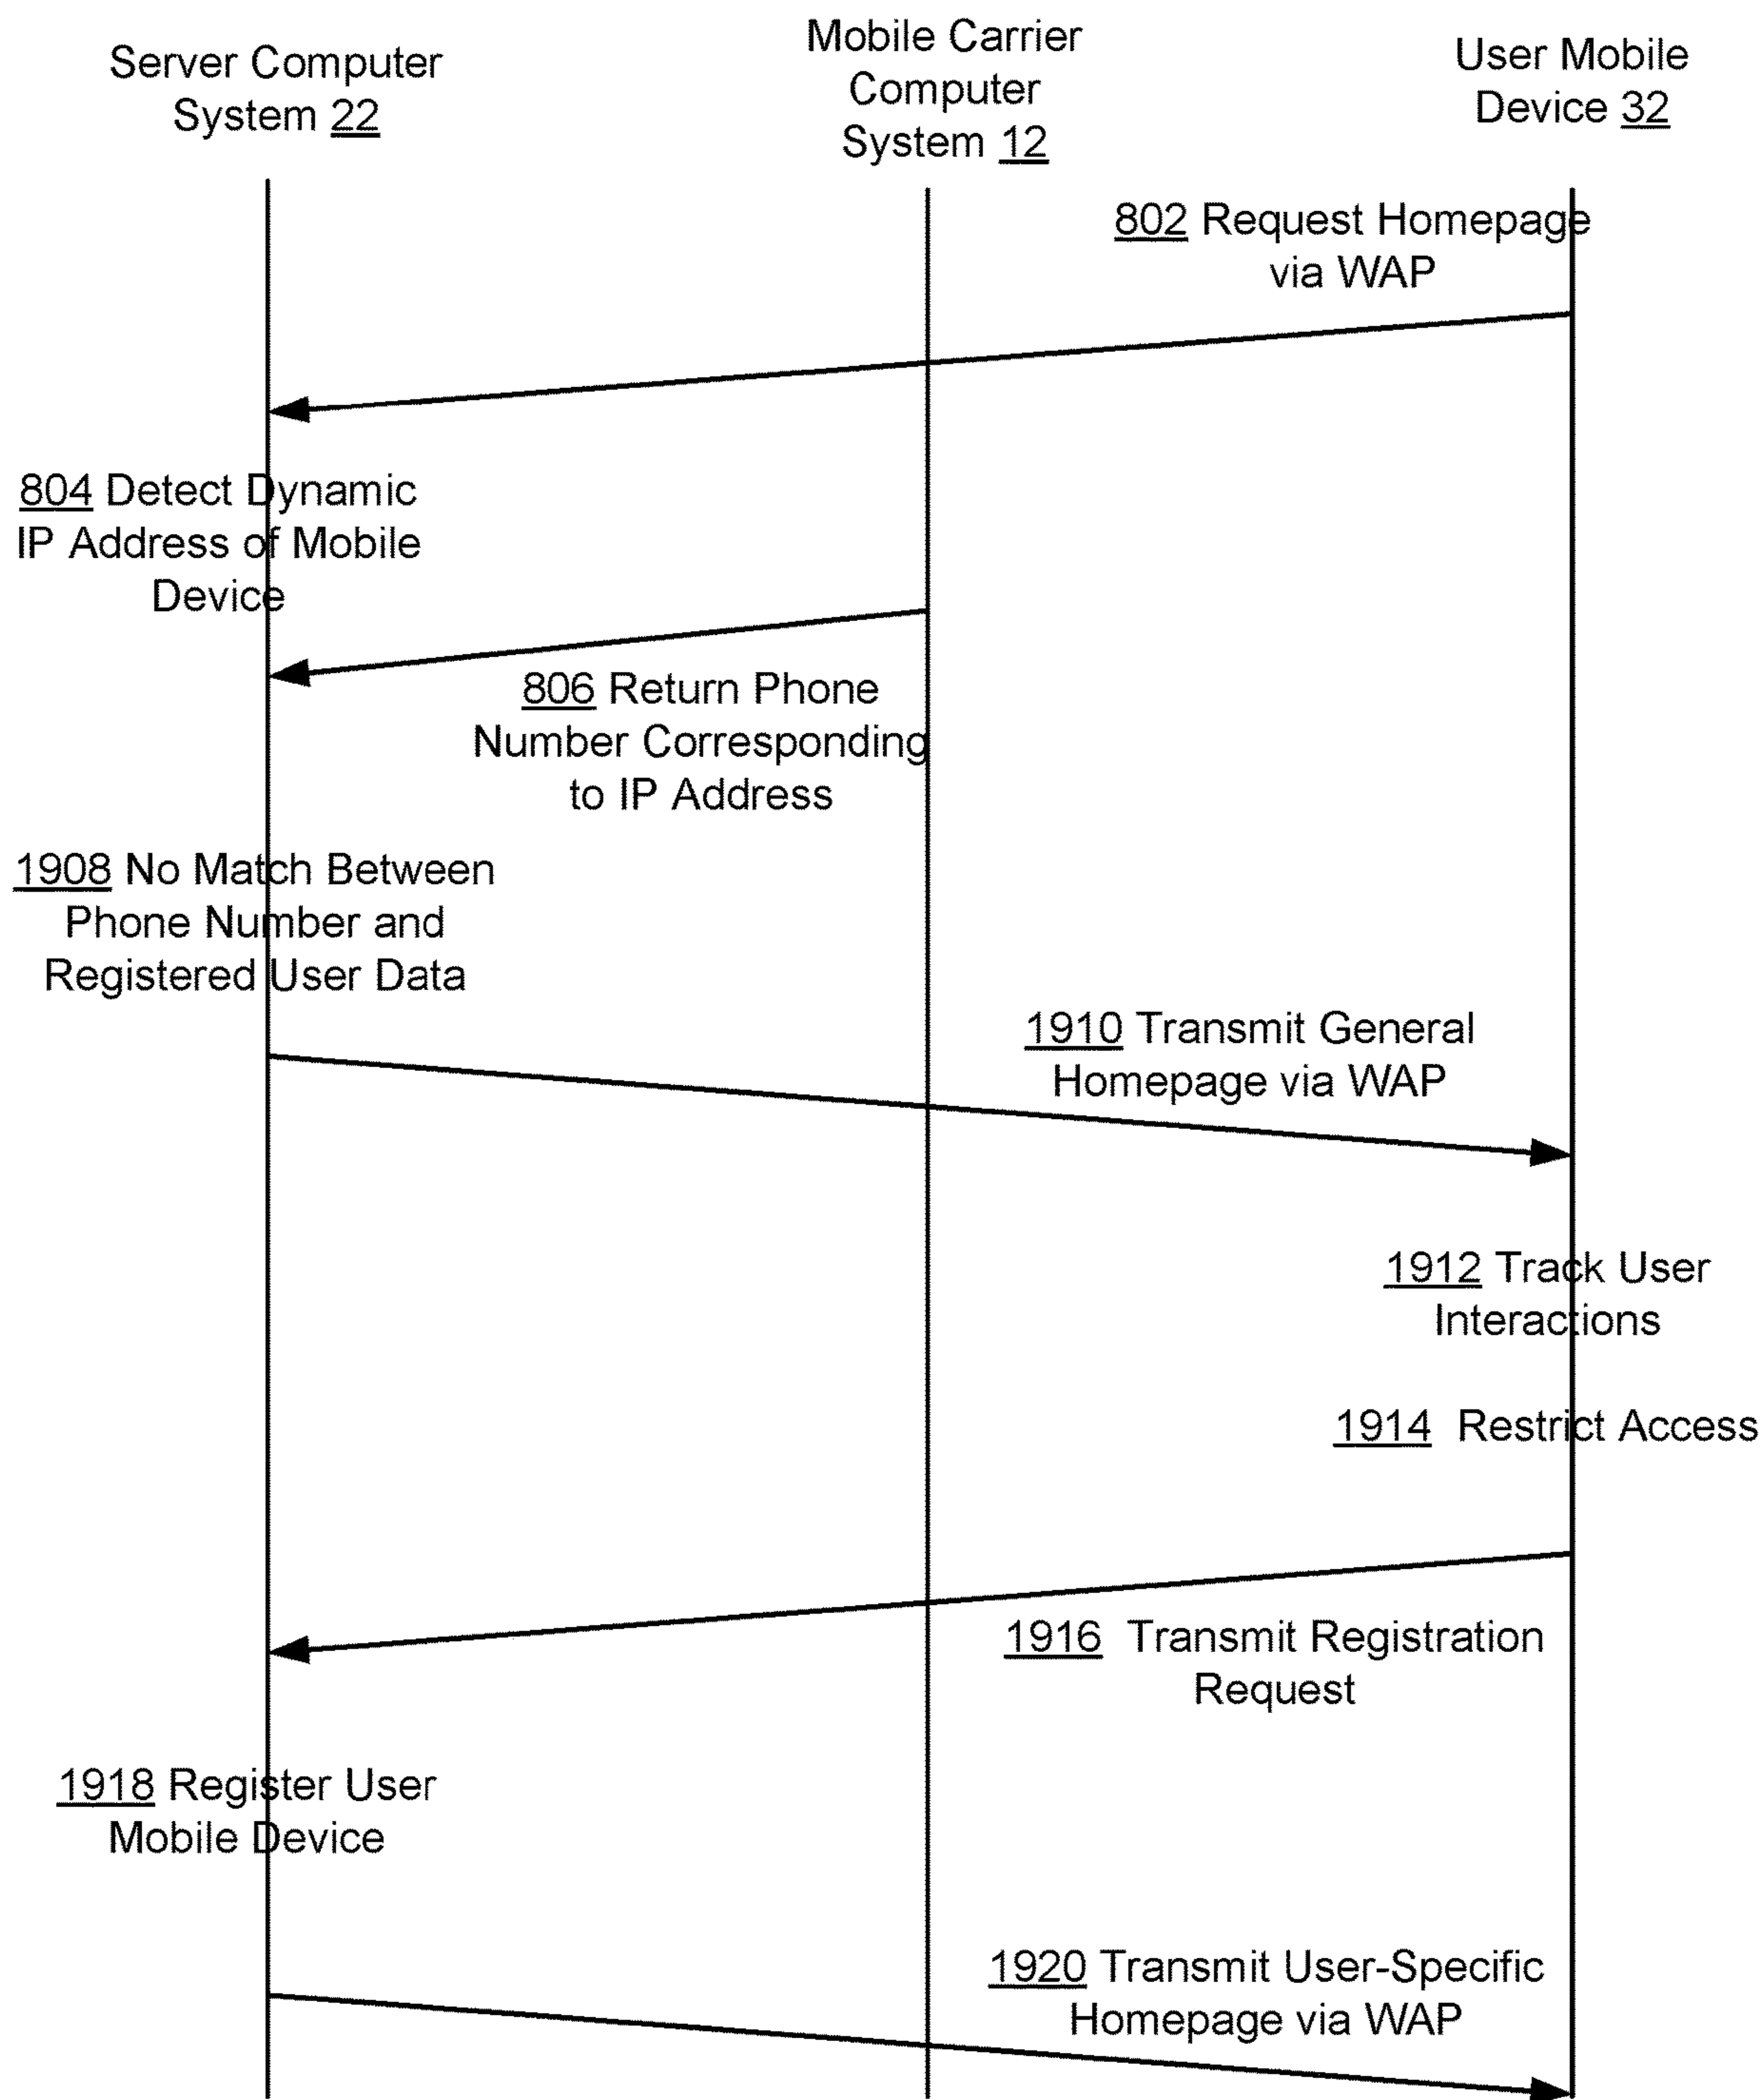 Server Computer
System 22
Mobile Carrier
Computer
System 12
User Mobile
Device 32
802 Request Homepage
via WAP
804 Detect Dynamic
IP Address of Mobile
Device
806 Return Phone
Number Corresponding
to IP Address
1908 No Match Between
Phone Number and
Registered User Data
1910 Transmit General
Homepage via WAP
1912 Track User
Interactions
1914 Restrict Access
1916 Transmit Registration
Request
1918 Register User
Mobile Device
1920 Transmit User-Specific
Homepage via WAP